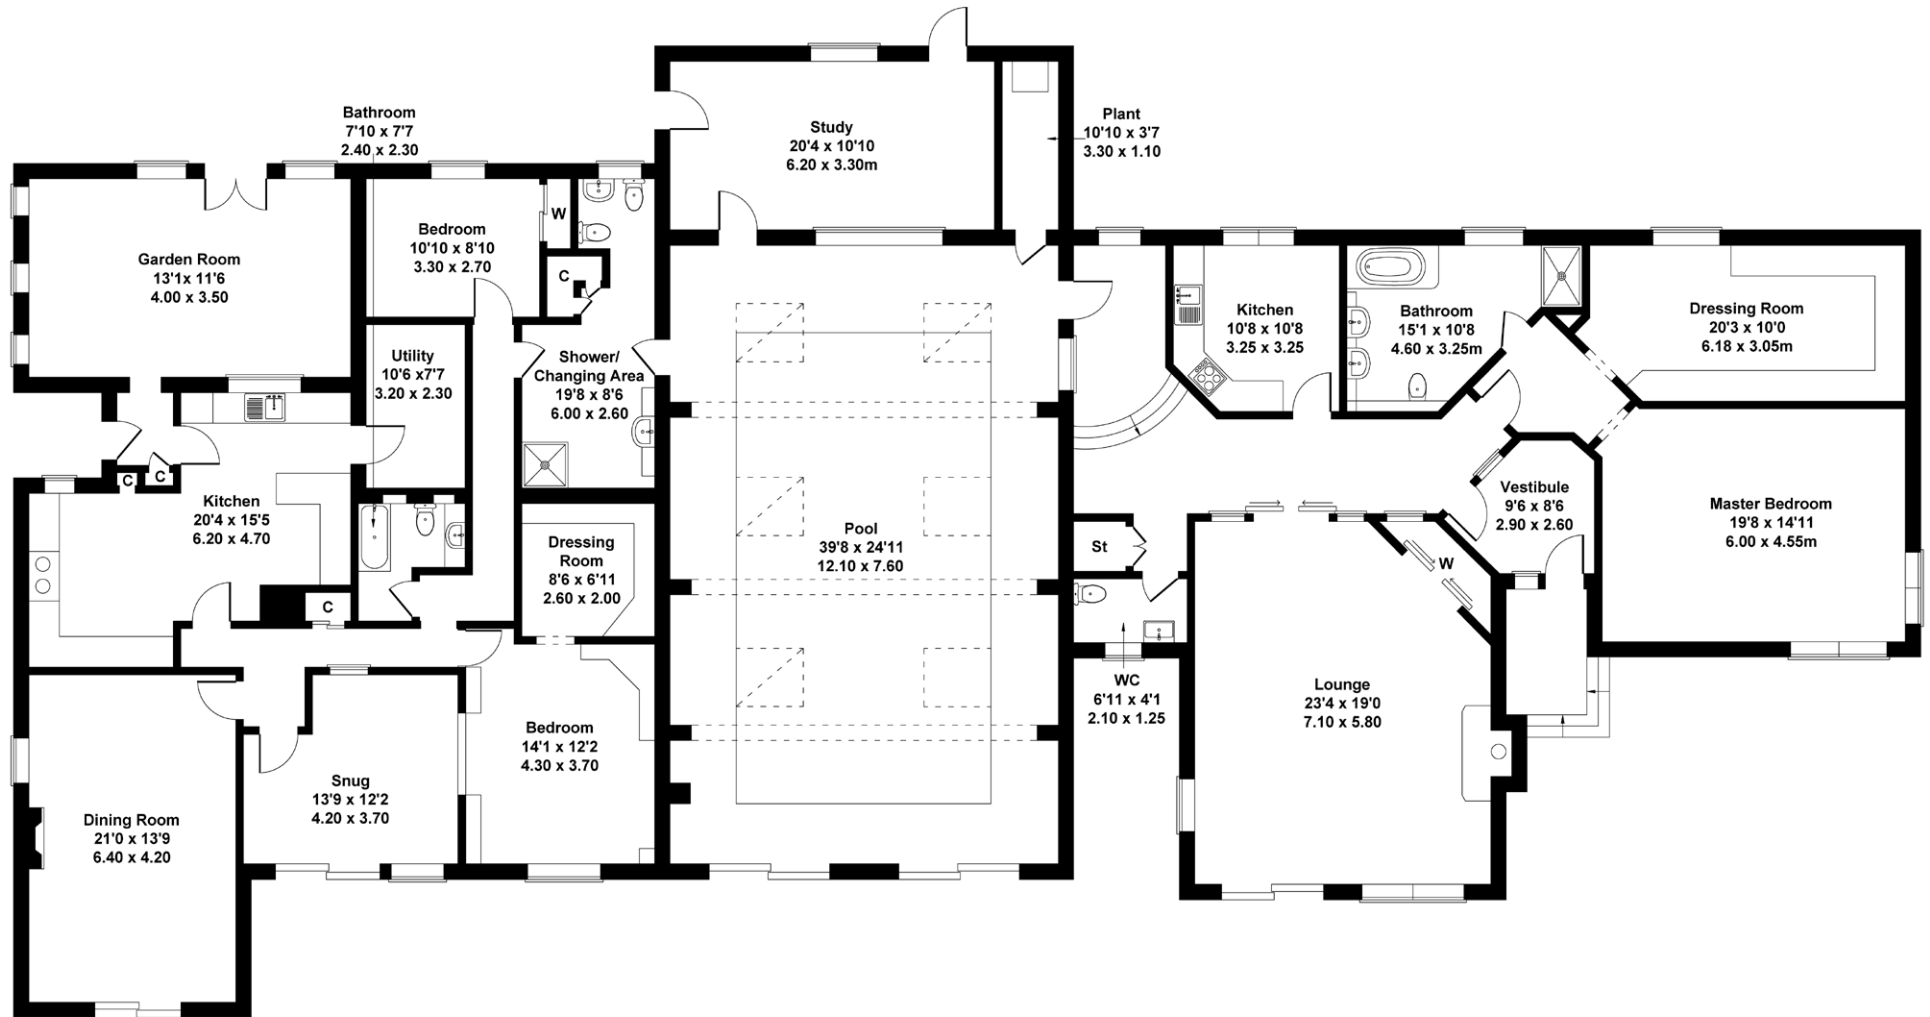 Bathroom
7'10 x 7'7
2.40 x 2.30
Study
20'4 x 10'10
6.20 x 3.30m
Plant
10'10 x 3'7
3.30 x 1.10
Garden Room
13'1x 11'6
4.00 x 3.50
Bedroom
10'10 x 8'10
3.30 x 2.70
W
C
Utility
10'6 x7'7
3.20 x 2.30
Shower/
Changing Area
19'8 x 8'6
6.00 x 2.60
Kitchen
10'8 x 10'8
3.25 x 3.25
Bathroom
15'1 x 10'8
4.60 x 3.25m
Dressing Room
20'3 x 10'0
6.18 x 3.05m
C
C
Kitchen
20'4 x 15'5
6.20 x 4.70
Dressing
Room
8'6 x 6'11
2.60 x 2.00
Pool
39'8 x 24'11
12.10 x 7.60
St
Vestibule
9'6 x 8'6
2.90 x 2.60
Master Bedroom
19'8 x 14'11
6.00 x 4.55m
W
C
WC
6'11 x 4'1
2.10 x 1.25
Lounge
23'4 x 19'0
7.10 x 5.80
Bedroom
14'1 x 12'2
4.30 x 3.70
Snug
13'9 x 12'2
4.20 x 3.70
Dining Room
21'0 x 13'9
6.40 x 4.20